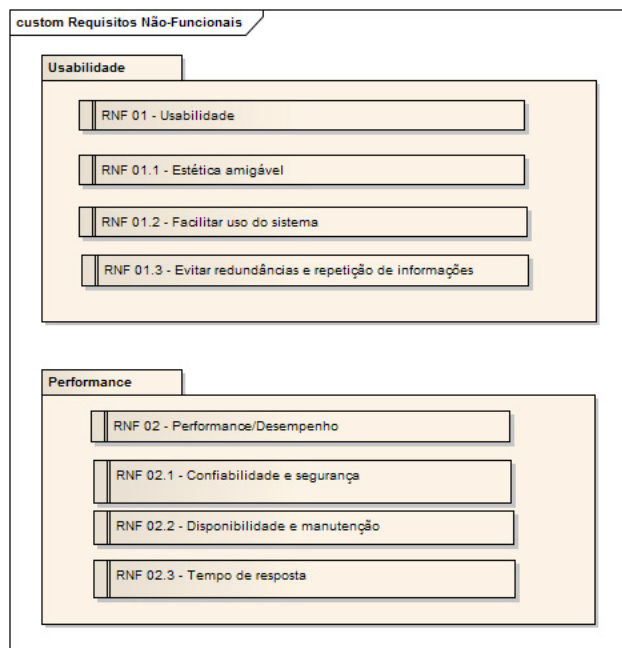 custom Requisitos Não-Funcionais
Usabilidade
RNF 01 - Usabilidade
RNF 01.1 - Estética amigável
RNF 01.2 - Facilitar uso do sistema
RNF 01.3 - Evitar redundâncias e repetição de informações
Performance
RNF 02 - Performance/Desempenho
RNF 02.1 - Confiabilidade e segurança
RNF 02.2 - Disponibilidade e manutenção
RNF 02.3 - Tempo de resposta